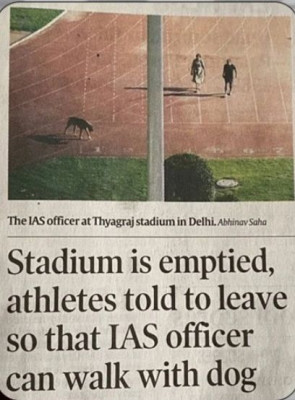 The IAS officer at Thyagraj stadium in Delhi. Abhinav Saha
Stadium is emptied,
athletes told to leave
so that IAS officer
can walk with dog